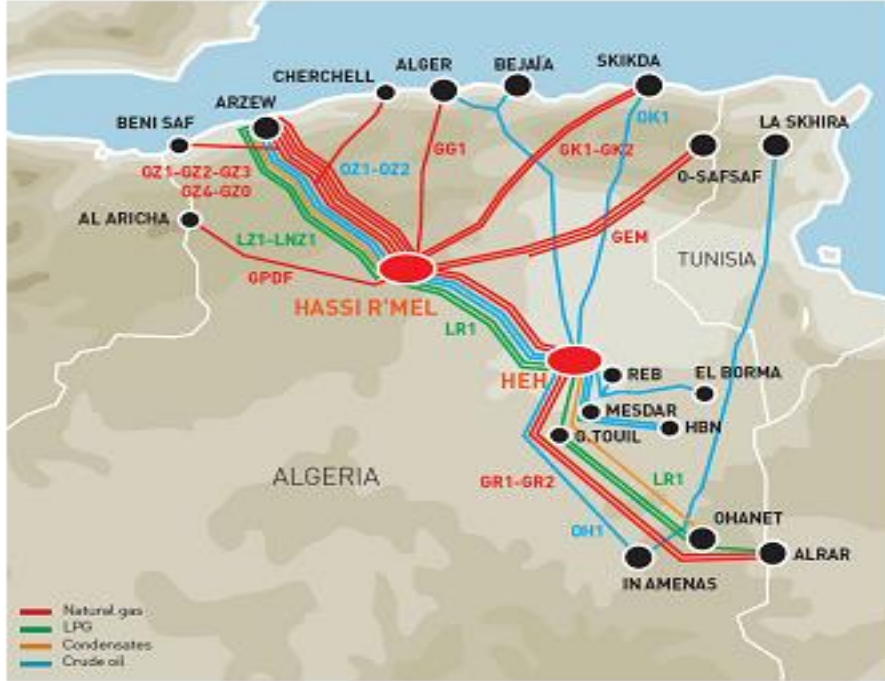 SKIKDA
BEJAÏA
ALGER
CHERCHELL
ARZEW
BENI SAF
OK1
LA SKHIRA
GG1
GK1-GK2
GZ1-GZ2-GZ3
GZ4-GZ0
OZ1-OZ2
O-SAFSAF
AL ARICHA
LZ1-LNZ1
GEM
TUNISIA
GPDF
HASSI R'MEL
LR1
HEH
REB
EL BORMA
MESDAR
HBN
G.TOUIL
ALGERIA
GR1-GR2
LR1
OHANET
OH1
ALRAR
IN AMENAS
Natural gas
LPG
Condensates
Crude oil